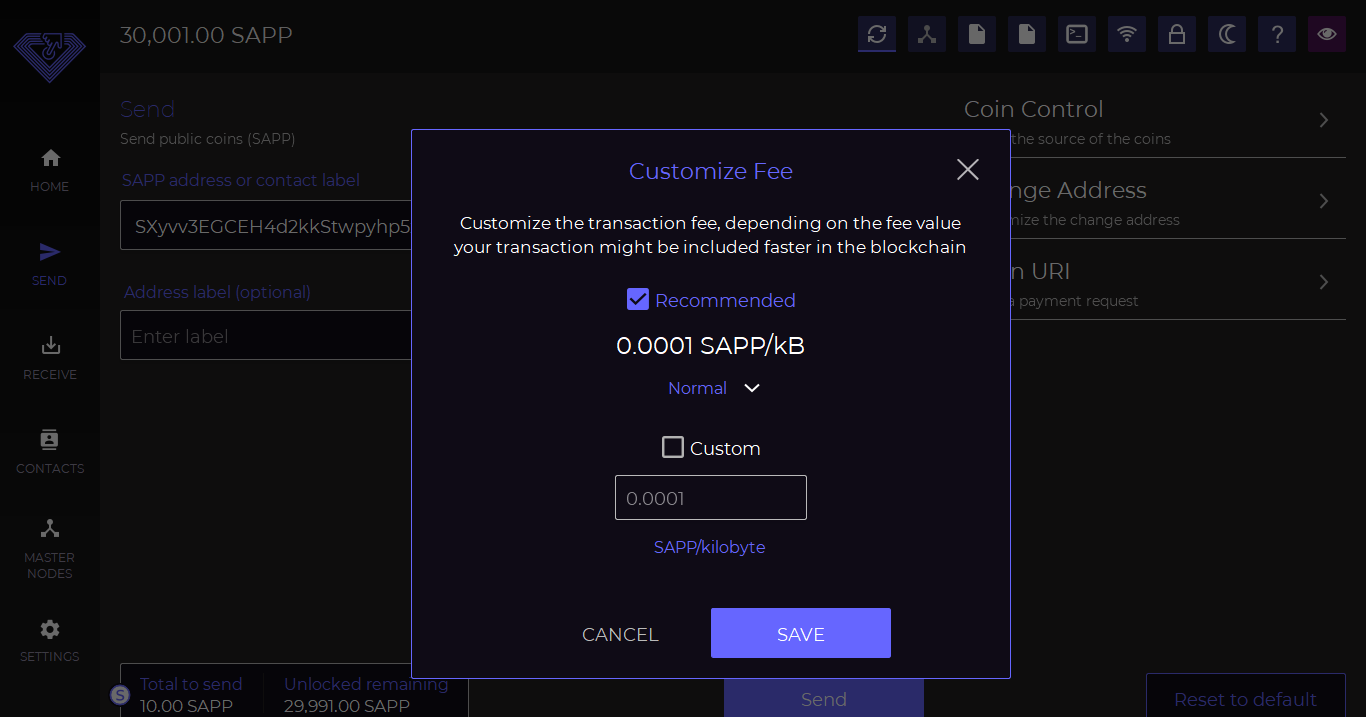 30,001.00 SAPP
HOME
SEND
RECEIVE
CONTACTS
MASTER
NODES
SETTINGS
Send
Send public coins (SAPP)
SAPP address or contact label
SXyvv3EGCEH4d2kkStwpyhp5
Address label (optional)
Enter label
Total to send
10.00 SAPP
Unlocked remaining
29,991.00 SAPP
Customize Fee
Customize the transaction fee, depending on the fee value
your transaction might be included faster in the blockchain
Recommended
0.0001 SAPP/kB
Normal
Custom
0.0001
SAPP/kilobyte
CANCEL
SAVE
Send
Coin Control
the source of the coins
nge Address
mize the change address
n URI
a payment request
Reset to default